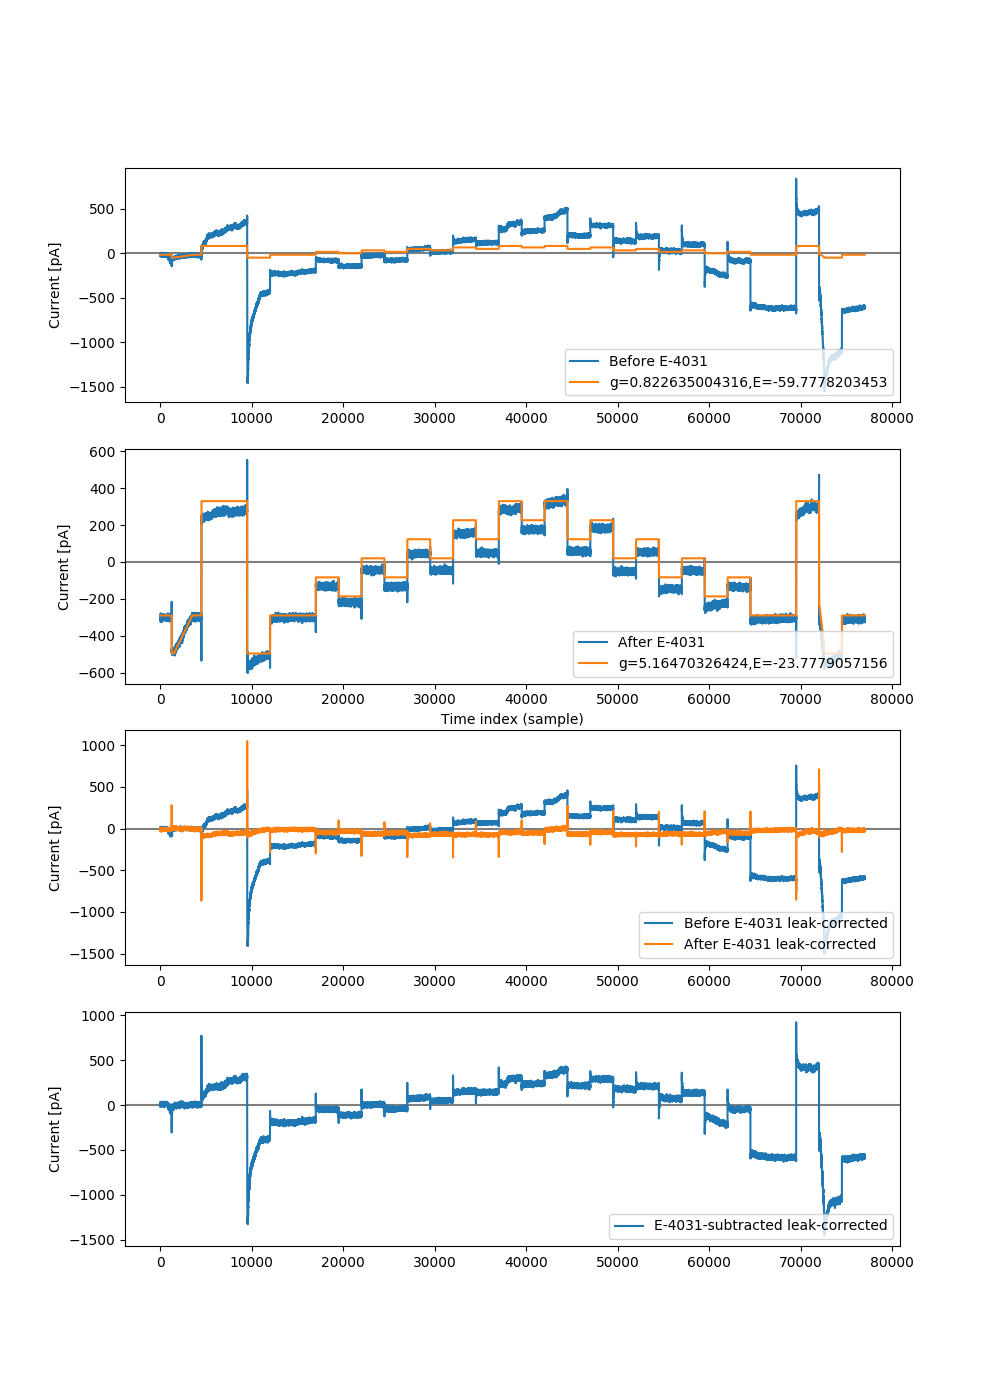 Current [pA]
500
0
−500
−1000
−1500
Before E-4031
g=0.822635004316,E=-59.7778203453
0 10000 20000 30000 40000 50000 60000 70000 80000
Current [pA]
600
400
200
0
−200
−400
−600
After E-4031
g=5.16470326424,E=-23.7779057156
0 10000 20000 30000 40000 50000 60000 70000 80000
Time index (sample)
Current [pA]
1000
500
0
−500
−1000
−1500
Before E-4031 leak-corrected
After E-4031 leak-corrected
0 10000 20000 30000 40000 50000 60000 70000 80000
Current [pA]
1000
500
0
−500
−1000
−1500
E-4031-subtracted leak-corrected
0 10000 20000 30000 40000 50000 60000 70000 80000